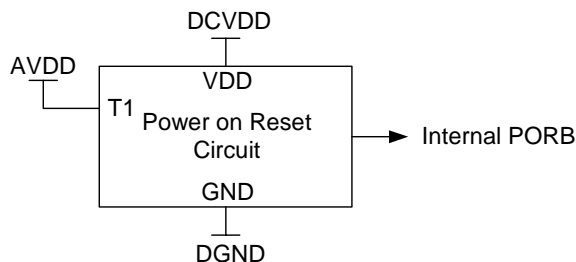 DCVDD
AVDD
VDD
T1
Power on Reset
Circuit
Internal PORB
GND
DGND